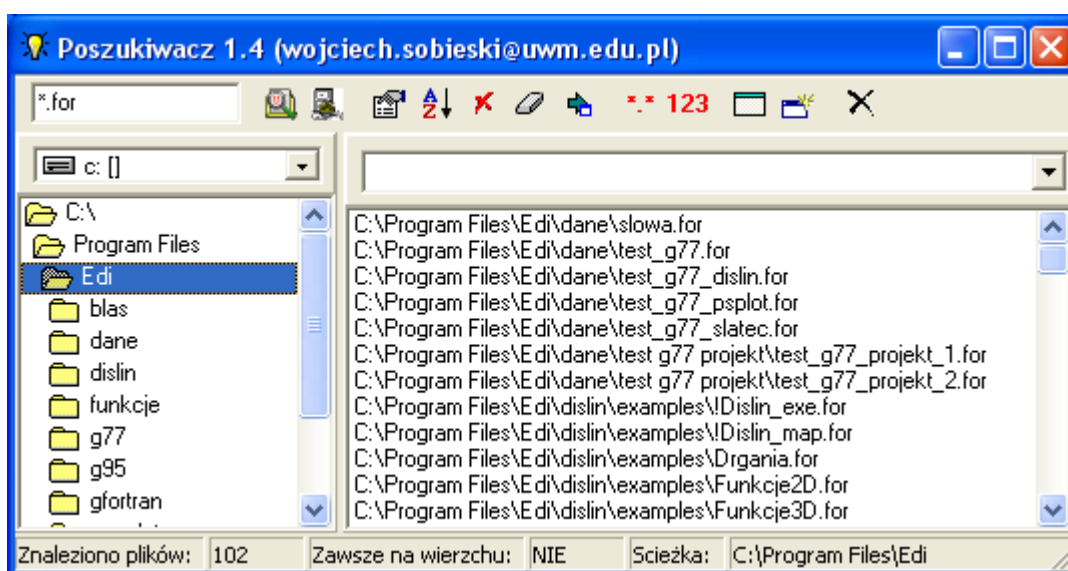 Poszukiwacz 1.4 (wojciech.sobieski@uwm.edu.pl)
*.for
A
Z
*.* 123
c: []
C:\
Program Files
Edi
blas
dane
dislin
funkcje
g77
g95
gfortran
C:\Program Files\Edi\dane\slowa.for
C:\Program Files\Edi\dane\test_g77.for
C:\Program Files\Edi\dane\test_g77_dislin.for
C:\Program Files\Edi\dane\test_g77_psplot.for
C:\Program Files\Edi\dane\test_g77_slatec.for
C:\Program Files\Edi\dane\test g77 projekt\test_g77_projekt_1.for
C:\Program Files\Edi\dane\test g77 projekt\test_g77_projekt_2.for
C:\Program Files\Edi\dislin\examples\!Dislin_exe.for
C:\Program Files\Edi\dislin\examples\!Dislin_map.for
C:\Program Files\Edi\dislin\examples\Drgania.for
C:\Program Files\Edi\dislin\examples\Funkcje2D.for
C:\Program Files\Edi\dislin\examples\Funkcje3D.for
Znaleziono plików: 102 Zawsze na wierzchu: NIE Scieżka: C:\Program Files\Edi